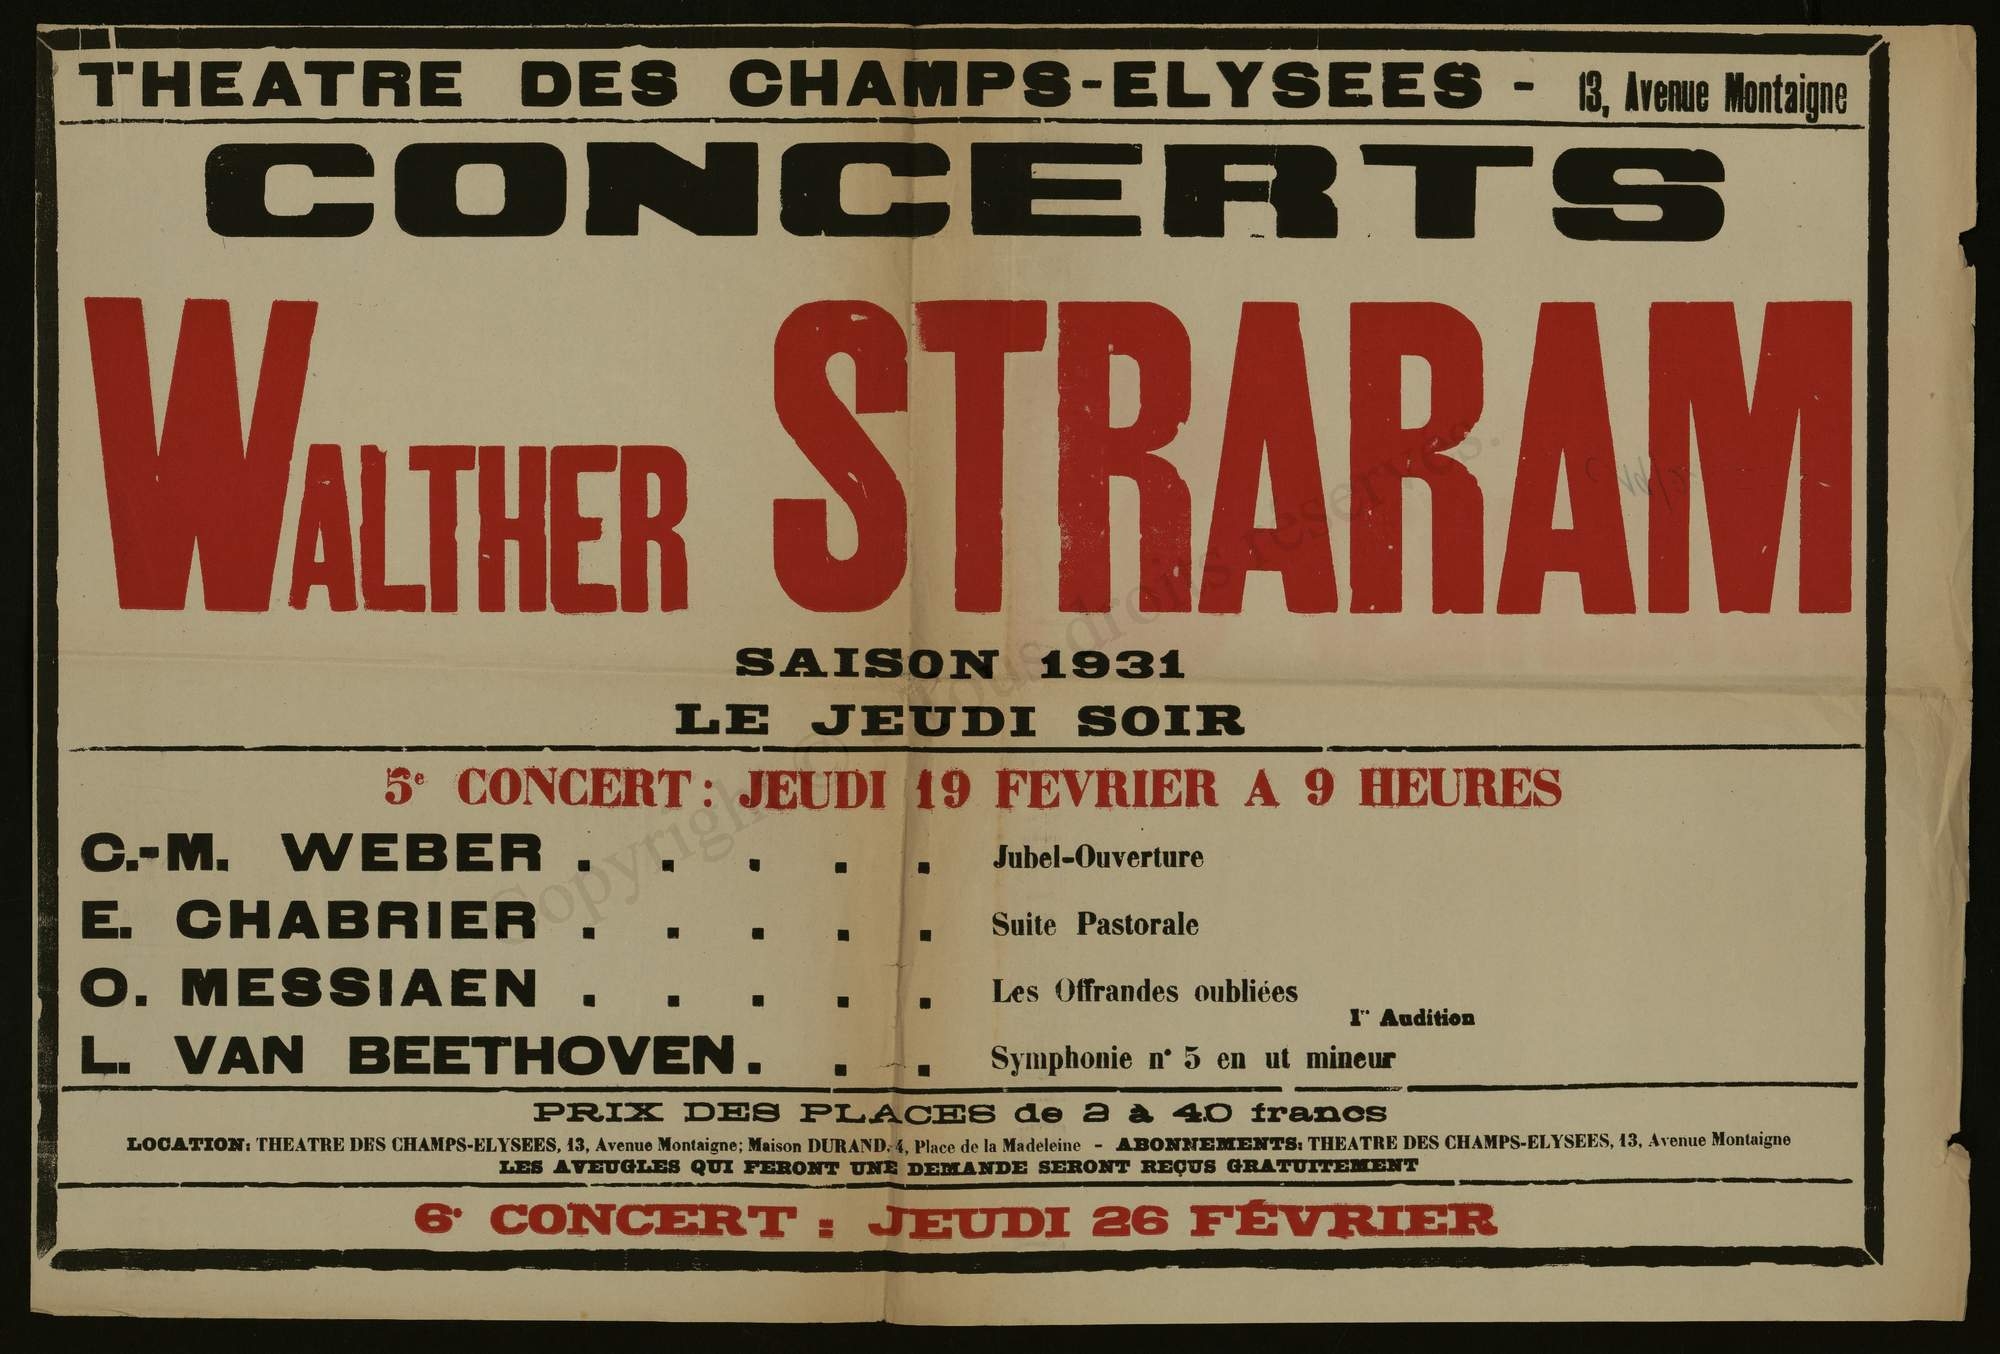 THEATRE DES CHAMPS-ELYSEES - 13, Avenue Montaigne
CONCERTS
WALTHER STRARAM
SAISON 1931
LE JEUDI SOIR
5e CONCERT : JEUDI 19 FEVRIER A 9 HEURES
C.-M. WEBER . . . . . Jubel-Ouverture
E. CHABRIER . . . . . Suite Pastorale
O. MESSIAEN . . . . . Les Offrandes oubliées
1re Audition
L. VAN BEETHOVEN . . . Symphonie n° 5 en ut mineur
PRIX DES PLACES de 2 à 40 francs
LOCATION: THEATRE DES CHAMPS-ELYSEES, 13, Avenue Montaigne; Maison DURAND, 4, Place de la Madeleine - ABONNEMENTS: THEATRE DES CHAMPS-ELYSEES, 13, Avenue Montaigne
LES AVEUGLES QUI FERONT UNE DEMANDE SERONT REÇUS GRATUITEMENT
6e CONCERT : JEUDI 26 FÉVRIER
Copyright © - Tous droits réservés.